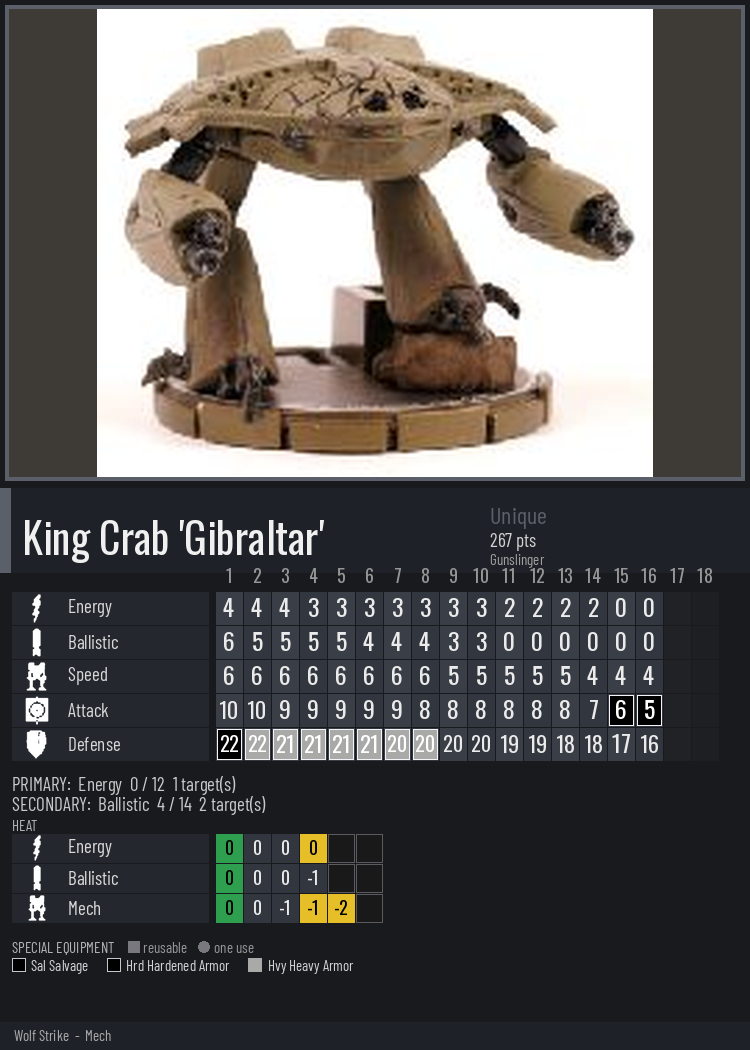 King Crab 'Gibraltar'
Unique
267 pts
Gunslinger
1 2 3 4 5 6 7 8 9 10 11 12 13 14 15 16 17 18
Energy 4 4 4 3 3 3 3 3 3 3 2 2 2 2 0 0
Ballistic 6 5 5 5 5 4 4 4 3 3 0 0 0 0 0 0
Speed 6 6 6 6 6 6 6 6 5 5 5 5 5 4 4 4
Attack 10 10 9 9 9 9 9 8 8 8 8 8 8 7 6 5
Defense 22 22 21 21 21 21 20 20 20 20 19 19 18 18 17 16
PRIMARY: Energy 0 / 12 1 target(s)
SECONDARY: Ballistic 4 / 14 2 target(s)
HEAT
Energy 0 0 0 0
Ballistic 0 0 0 -1
Mech 0 0 -1 -1 -2
SPECIAL EQUIPMENT reusable one use
Sal Salvage Hrd Hardened Armor Hvy Heavy Armor
Wolf Strike - Mech